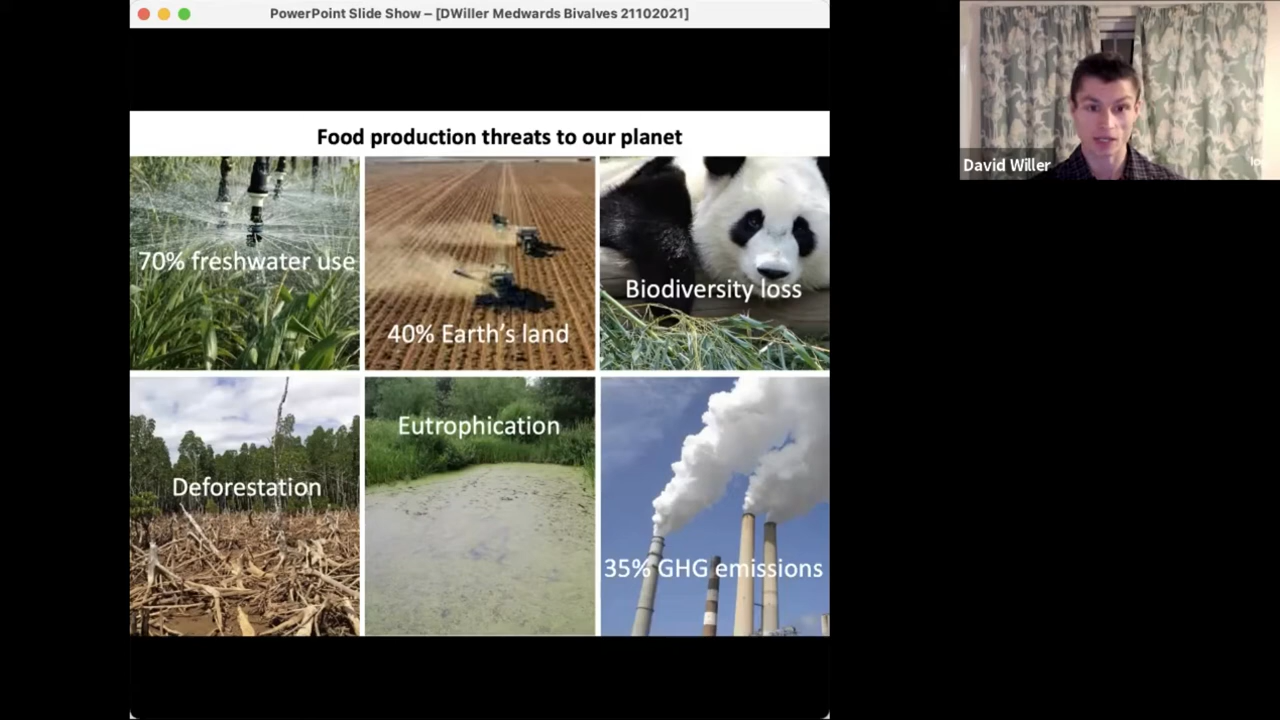 PowerPoint Slide Show – [DWiller Medwards Bivalves 21102021]
Food production threats to our planet
70% freshwater use
40% Earth's land
Biodiversity loss
Deforestation
Eutrophication
35% GHG emissions
David Willer